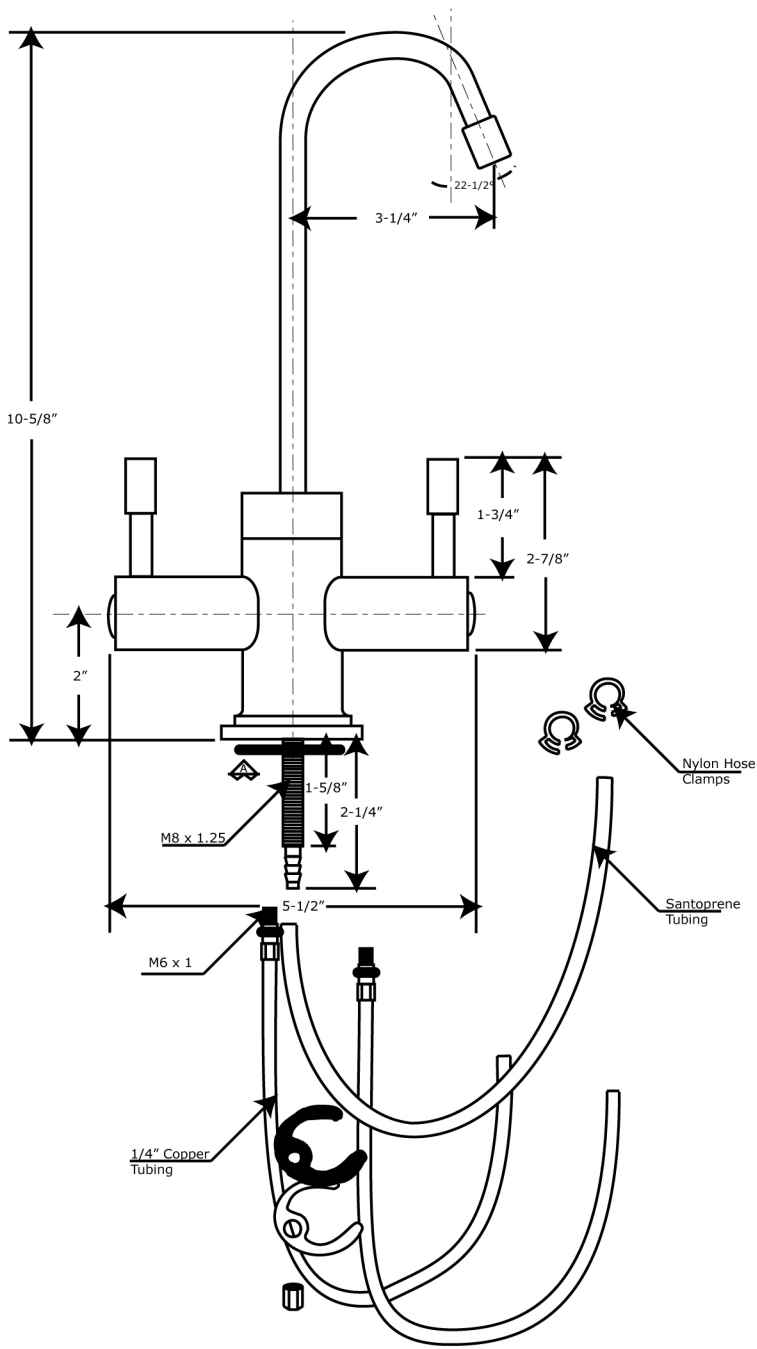 22-1/2°
3-1/4”
10-5/8”
1-3/4”
2-7/8”
2”
Nylon Hose
Clamps
A
1-5/8”
2-1/4”
M8 x 1.25
5-1/2”
Santoprene
Tubing
M6 x 1
1/4” Copper
Tubing